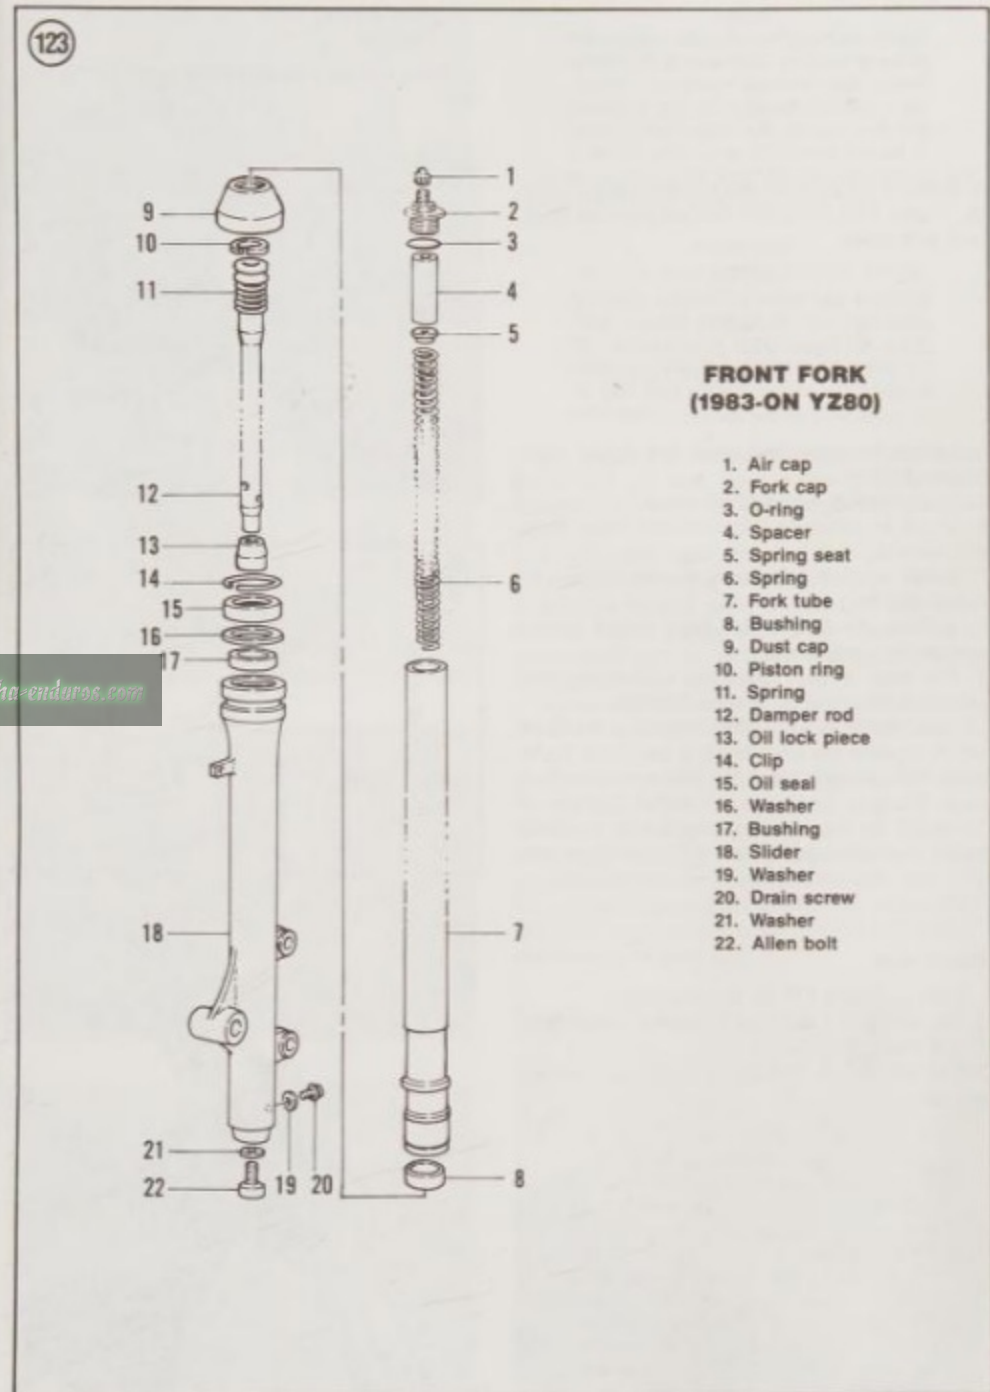 123
1
9
2
10
3
11
4
5
FRONT FORK
(1983-ON YZ80)
1. Air cap
2. Fork cap
12
3. O-ring
4. Spacer
13
5. Spring seat
14
6
6. Spring
15
7. Fork tube
8. Bushing
16
9. Dust cap
17
10. Piston ring
11. Spring
12. Damper rod
13. Oil lock piece
14. Clip
15. Oil seal
16. Washer
17. Bushing
18. Slider
19. Washer
20. Drain screw
18
7
21. Washer
22. Allen bolt
21
22
19
20
8
ha-enduros.com